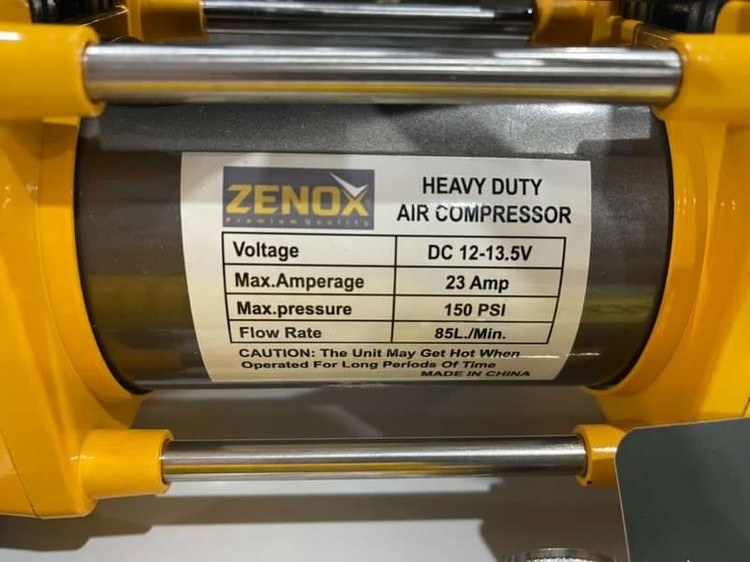 ZENOX
Premium Quality
HEAVY DUTY
AIR COMPRESSOR
Voltage DC 12-13.5V
Max.Amperage 23 Amp
Max.pressure 150 PSI
Flow Rate 85L./Min.
CAUTION: The Unit May Get Hot When
Operated For Long Periods Of Time
MADE IN CHINA